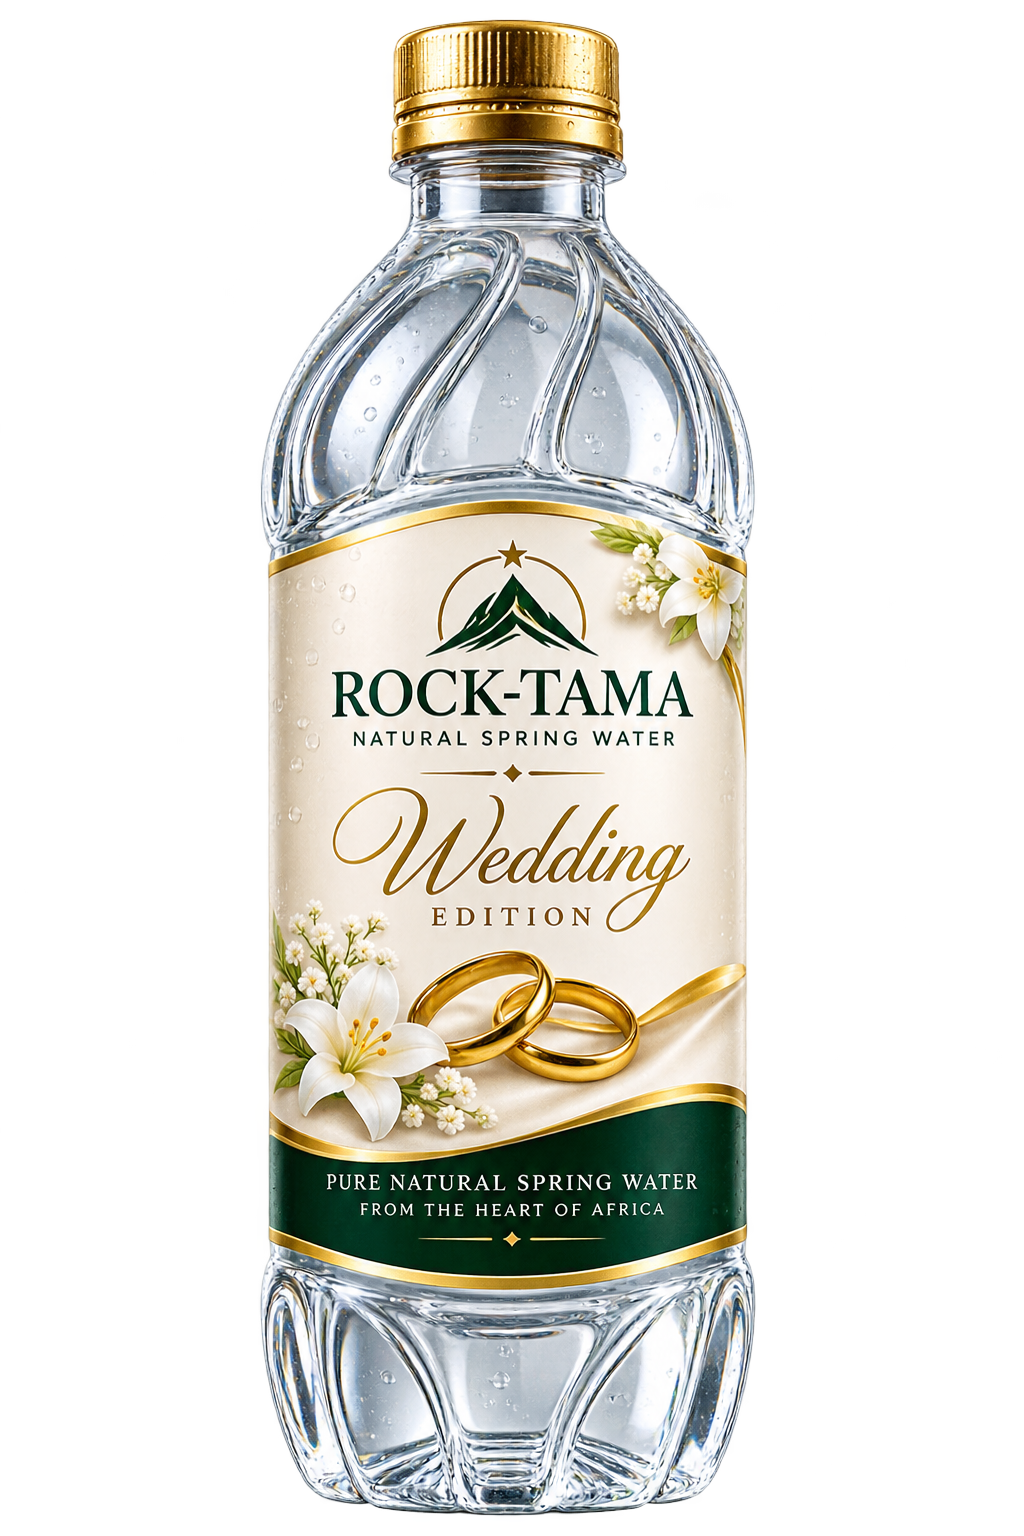 ROCK-TAMA
NATURAL SPRING WATER
Wedding
EDITION
PURE NATURAL SPRING WATER
FROM THE HEART OF AFRICA